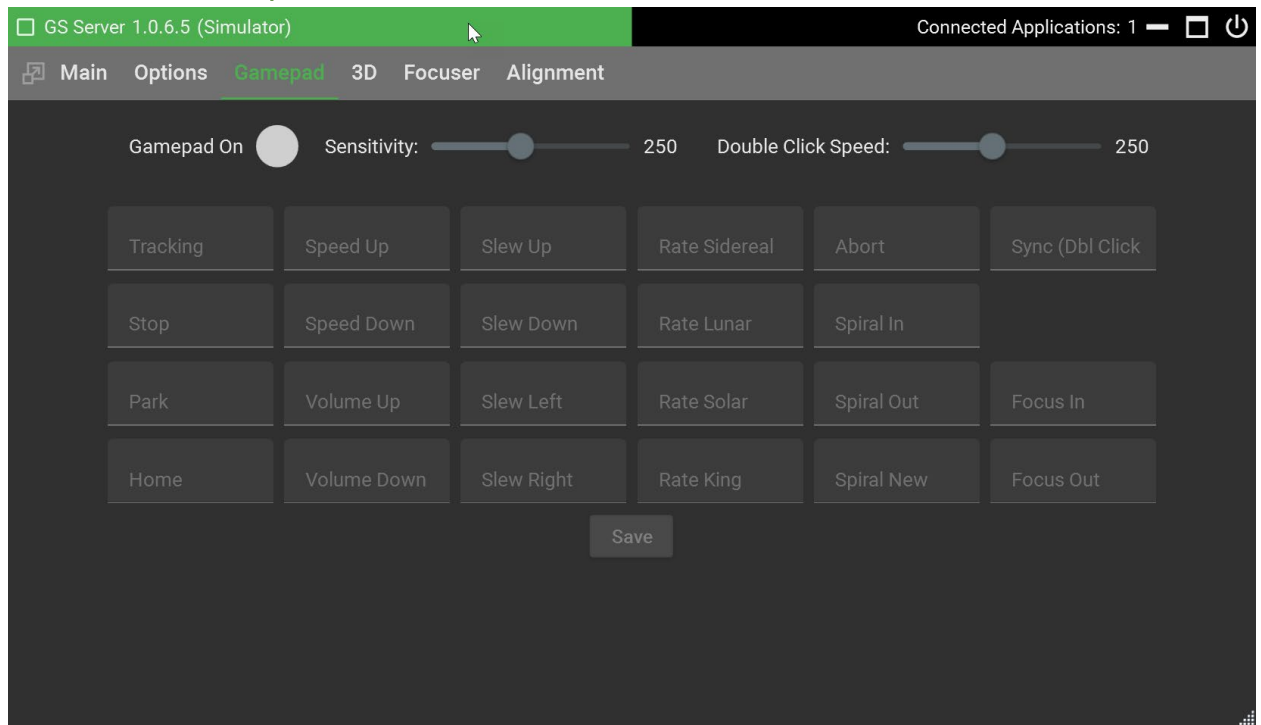 GS Server 1.0.6.5 (Simulator) Connected Applications: 1
Main Options Gamepad 3D Focuser Alignment
Gamepad On Sensitivity: 250 Double Click Speed: 250
Tracking Speed Up Slew Up Rate Sidereal Abort Sync (Dbl Click
Stop Speed Down Slew Down Rate Lunar Spiral In
Park Volume Up Slew Left Rate Solar Spiral Out Focus In
Home Volume Down Slew Right Rate King Spiral New Focus Out
Save